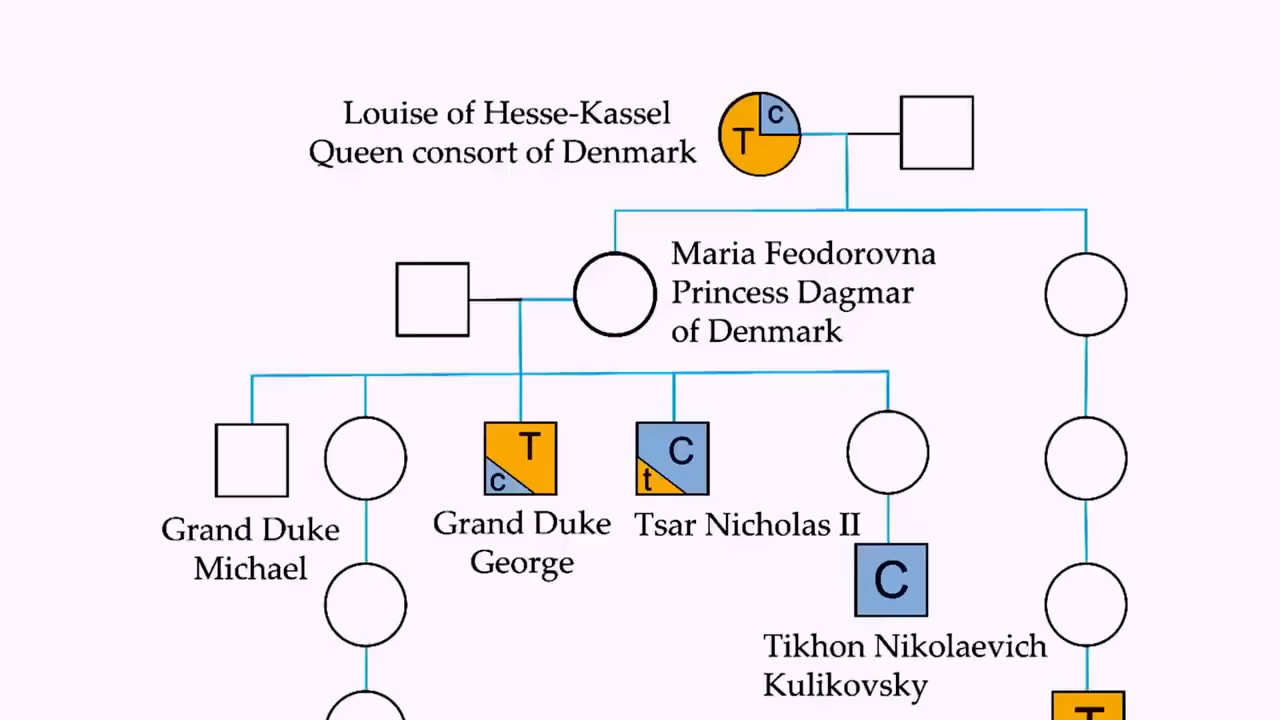 Louise of Hesse-Kassel
Queen consort of Denmark
T
c
Maria Feodorovna
Princess Dagmar
of Denmark
T
c
C
t
Grand Duke
Michael
Grand Duke
George
Tsar Nicholas II
C
Tikhon Nikolaevich
Kulikovsky
T